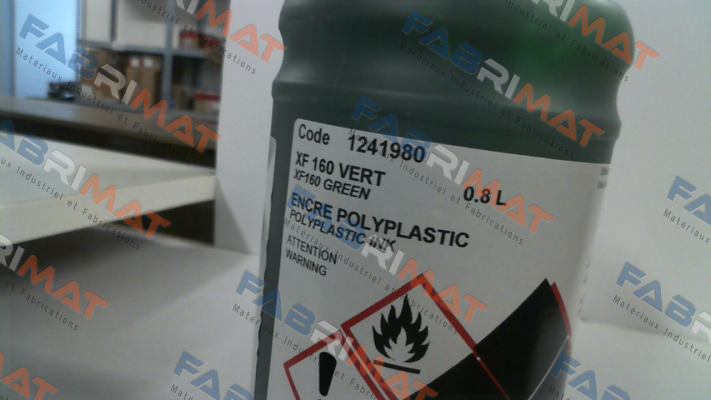 Code 1241980
XF 160 VERT 0.8 L
XF160 GREEN
ENCRE POLYPLASTIC
POLYPLASTIC INK
ATTENTION
WARNING
FABRIMAT
Matériaux Industriel et Fabrications